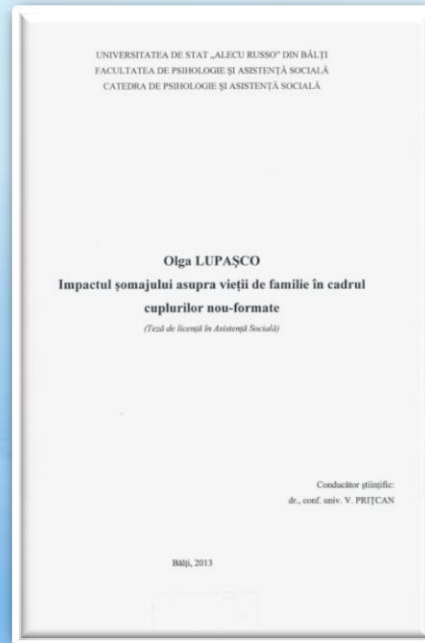 UNIVERSITATEA DE STAT „ALECU RUSSO” DIN BĂLȚI
FACULTATEA DE PSIHOLOGIE ȘI ASISTENȚĂ SOCIALĂ
CATEDRA DE PSIHOLOGIE ȘI ASISTENȚĂ SOCIALĂ
Olga LUPAȘCO
Impactul șomajului asupra vieții de familie în cadrul
cuplurilor nou-formate
(Teză de licență în Asistență Socială)
Conducător științific:
dr., conf. univ. V. PRIȚCAN
Bălți, 2013